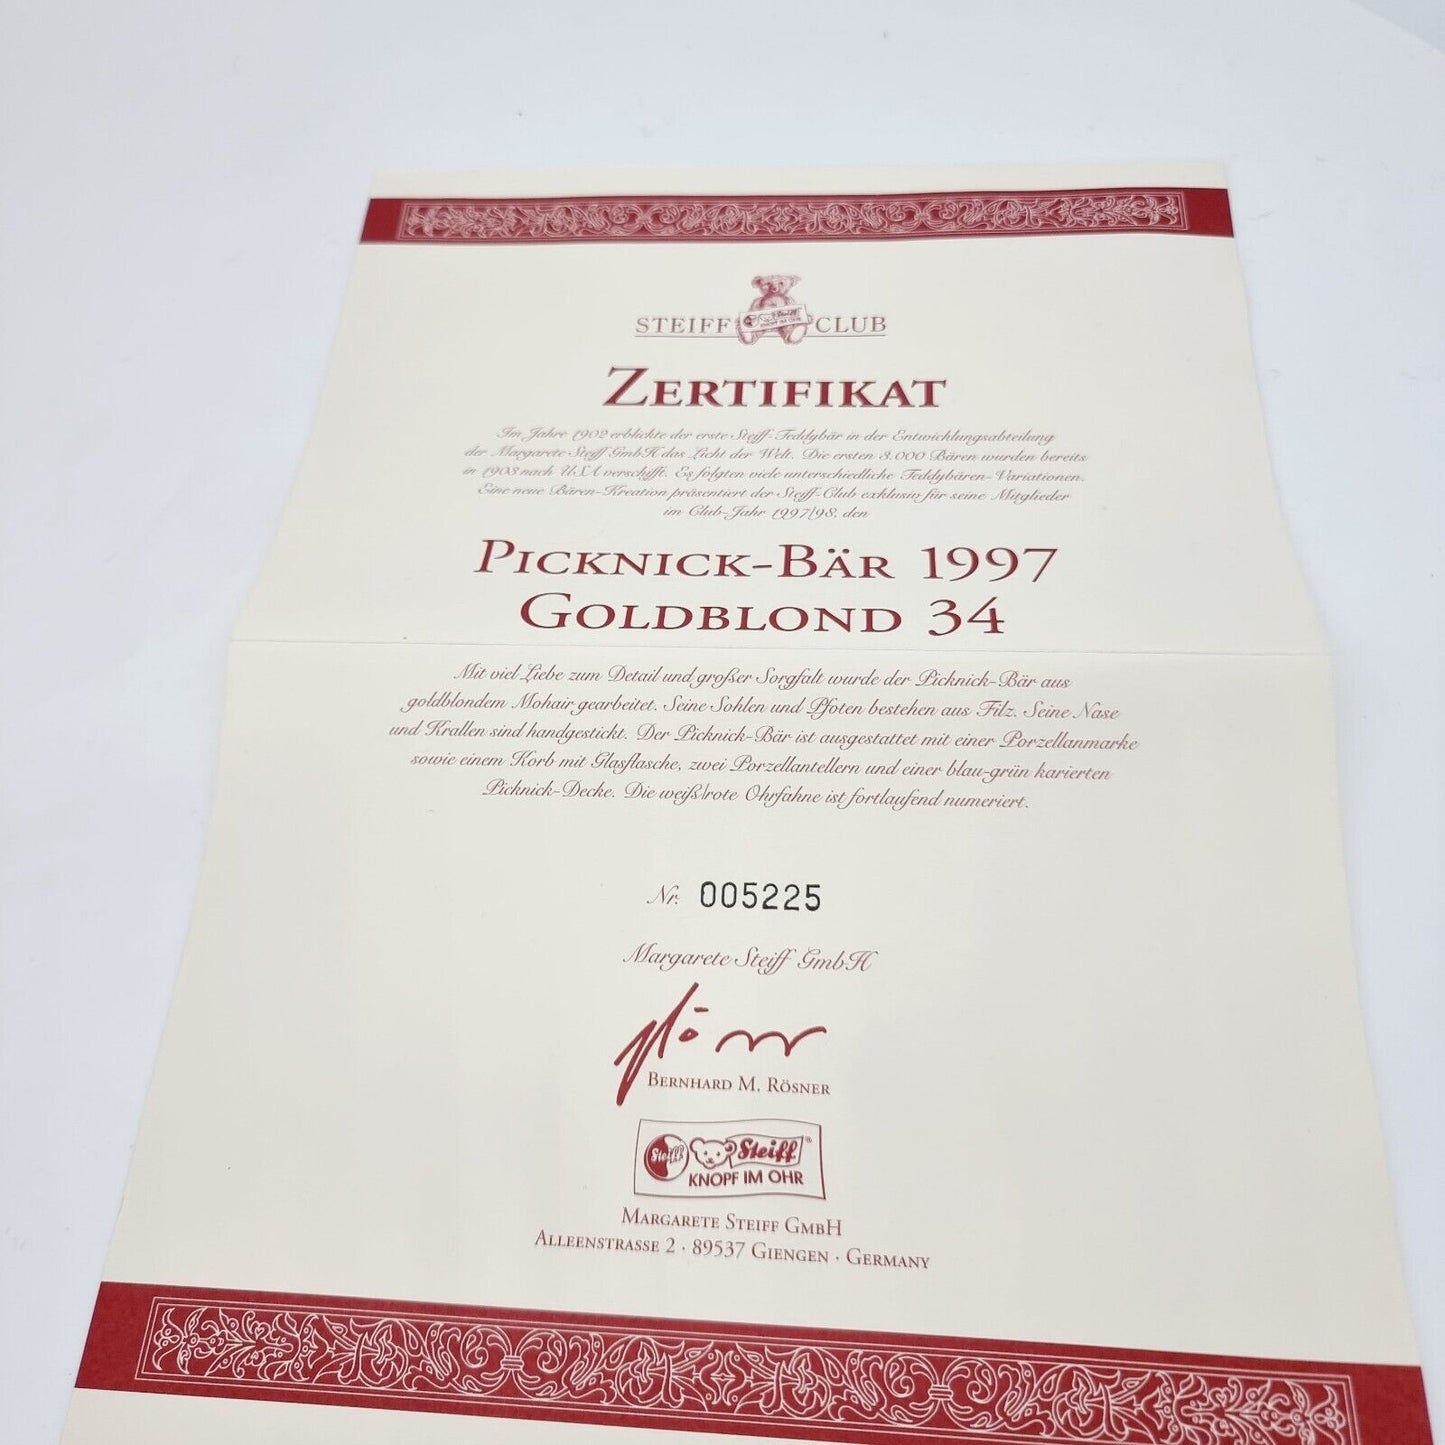 STEIFF CLUB
Steiff
KNOPF IM OHR
ZERTIFIKAT
Im Jahre 1902 erblickte der erste Steiff-Teddybär in der Entwicklungsabteilung
der Margarete Steiff GmbH das Licht der Welt. Die ersten 3.000 Bären wurden bereits
in 1903 nach USA verschifft. Es folgten viele unterschiedliche Teddybären-Variationen.
Eine neue Bären-Kreation präsentiert der Steiff-Club exklusiv für seine Mitglieder
im Club-Jahr 1997/98, den
PICKNICK-BÄR 1997
GOLDBLOND 34
Mit viel Liebe zum Detail und großer Sorgfalt wurde der Picknick-Bär aus
goldblondem Mohair gearbeitet. Seine Sohlen und Pfoten bestehen aus Filz. Seine Nase
und Krallen sind handgestickt. Der Picknick-Bär ist ausgestattet mit einer Porzellanmarke
sowie einem Korb mit Glasflasche, zwei Porzellantellern und einer blau-grün karierten
Picknick-Decke. Die weiß/rote Ohrfahne ist fortlaufend numeriert.
Nr. 005225
Margarete Steiff GmbH
BERNHARD M. RÖSNER
Steiff Steiff®
KNOPF IM OHR
MARGARETE STEIFF GMBH
ALLEENSTRASSE 2 · 89537 GIENGEN · GERMANY